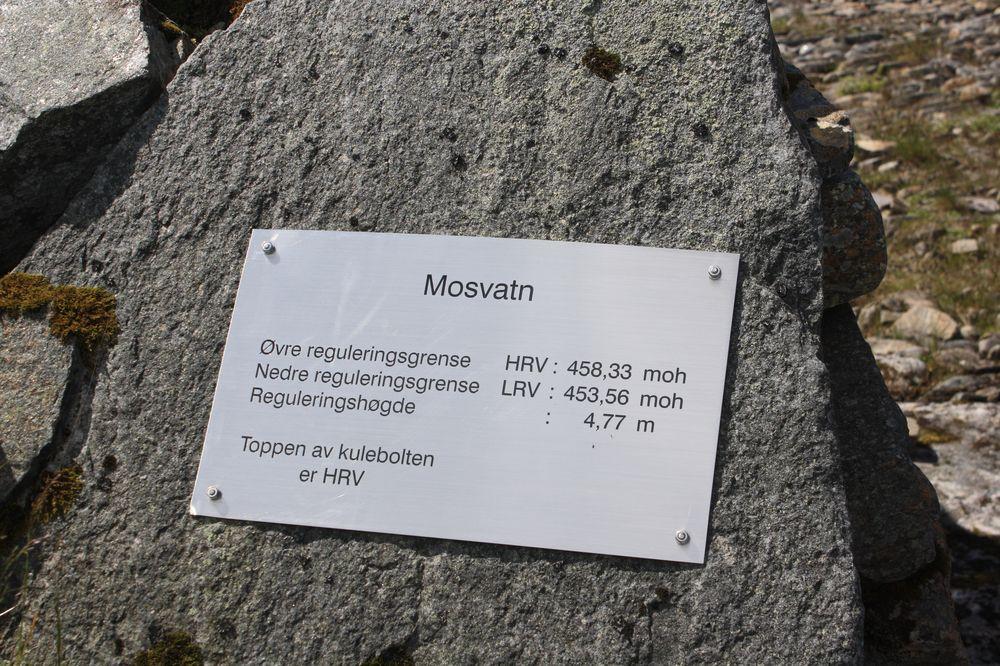 Mosvatn
Øvre reguleringsgrense HRV : 458,33 moh
Nedre reguleringsgrense LRV : 453,56 moh
Reguleringshøgde : 4,77 m
Toppen av kulebolten
er HRV